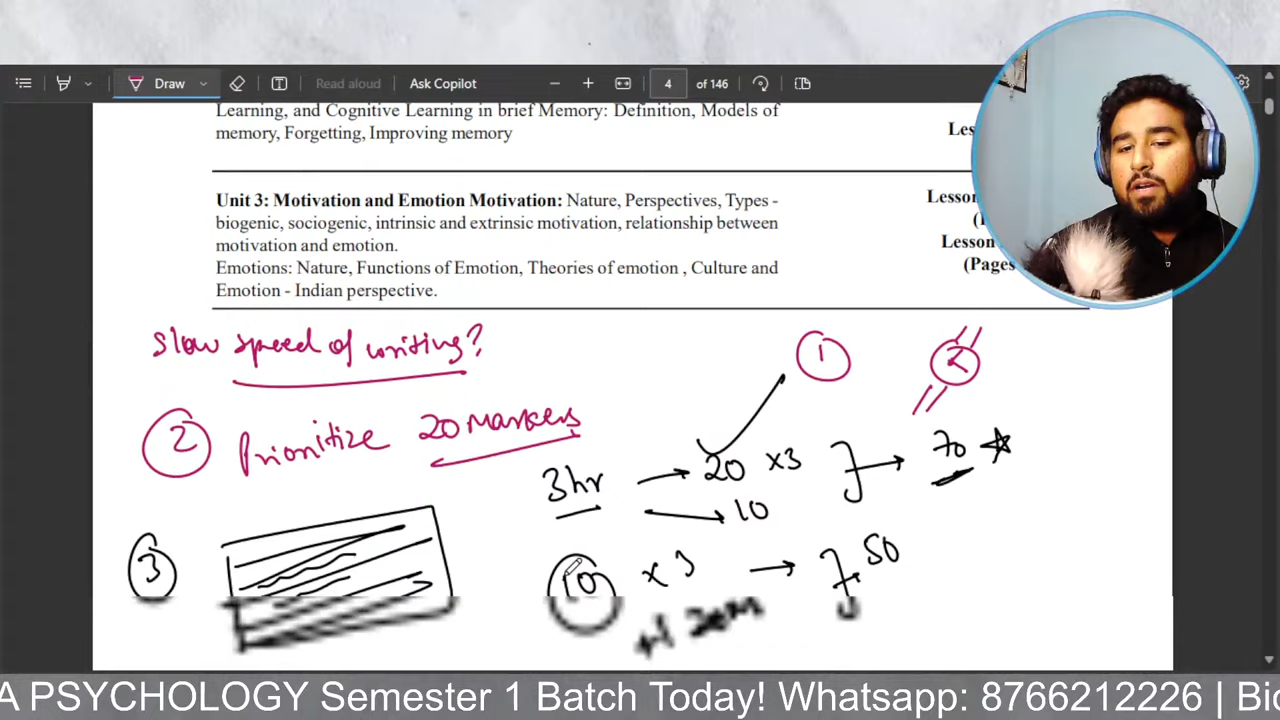 Draw
Read aloud
Ask Copilot
4
of 146
Learning, and Cognitive Learning in brief Memory: Definition, Models of
memory, Forgetting, Improving memory
Les
Unit 3: Motivation and Emotion Motivation: Nature, Perspectives, Types -
biogenic, sociogenic, intrinsic and extrinsic motivation, relationship between
motivation and emotion.
Emotions: Nature, Functions of Emotion, Theories of emotion , Culture and
Emotion - Indian perspective.
Lesson
Lesson
(Pages
Slow speed of writing?
1
2
2 Prioritize 20 Markers
3hr → 20 x3 → 70
→ 10
3
10 x 3 → 50
+1
A PSYCHOLOGY Semester 1 Batch Today! Whatsapp: 8766212226 | Bio